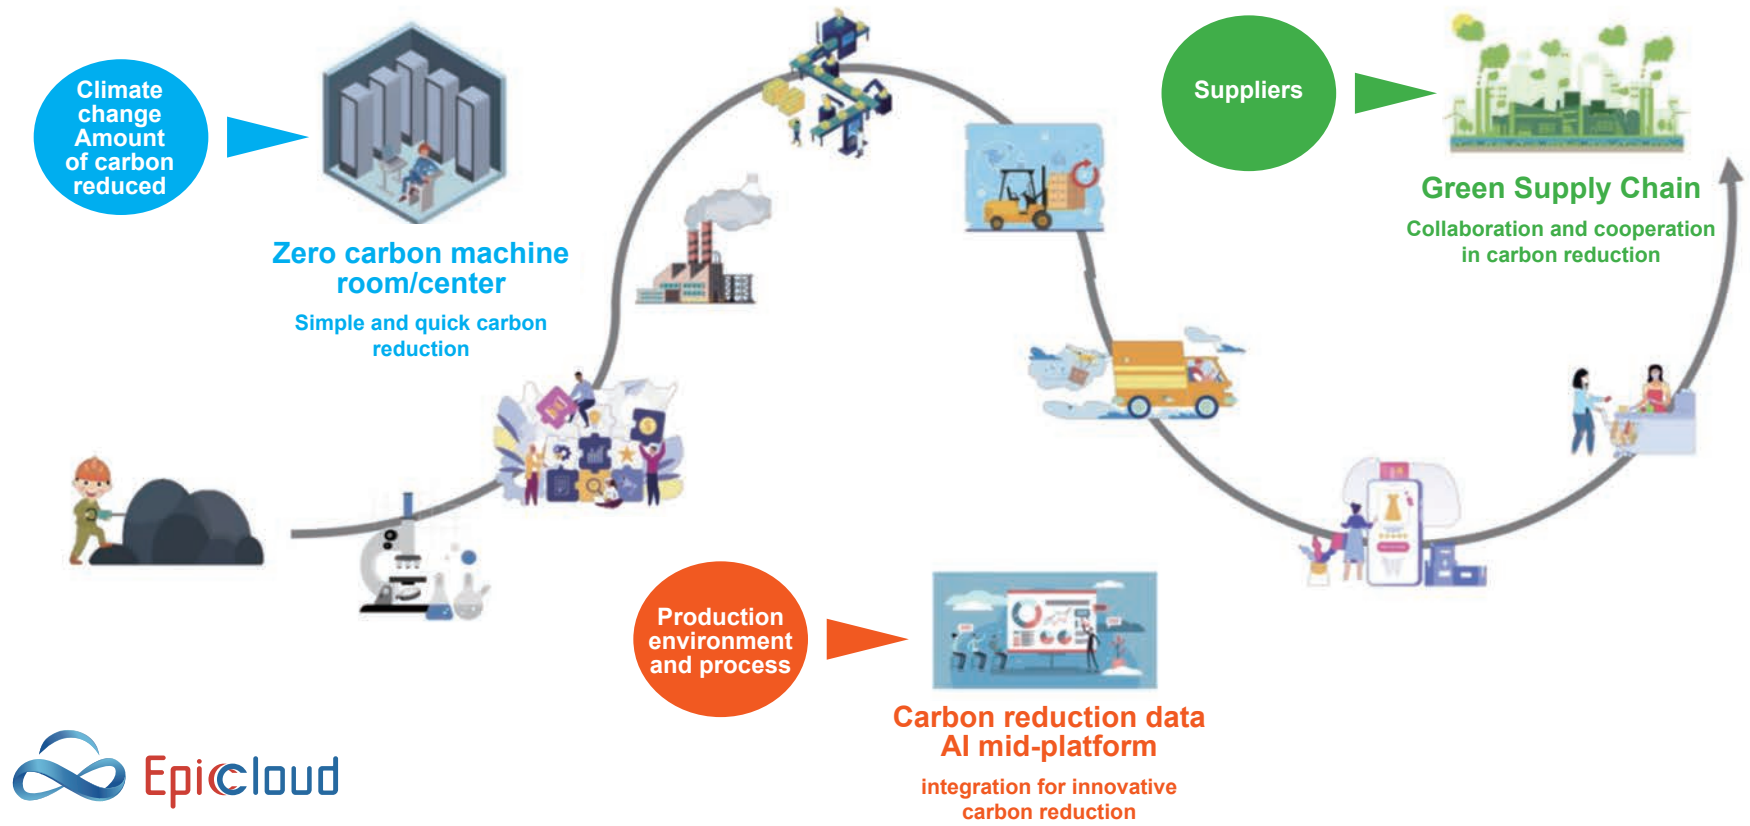 Climate
change
Amount
of carbon
reduced
Zero carbon machine
room/center
Simple and quick carbon
reduction
Suppliers
Green Supply Chain
Collaboration and cooperation
in carbon reduction
Production
environment
and process
Carbon reduction data
AI mid-platform
integration for innovative
carbon reduction
Epiccloud